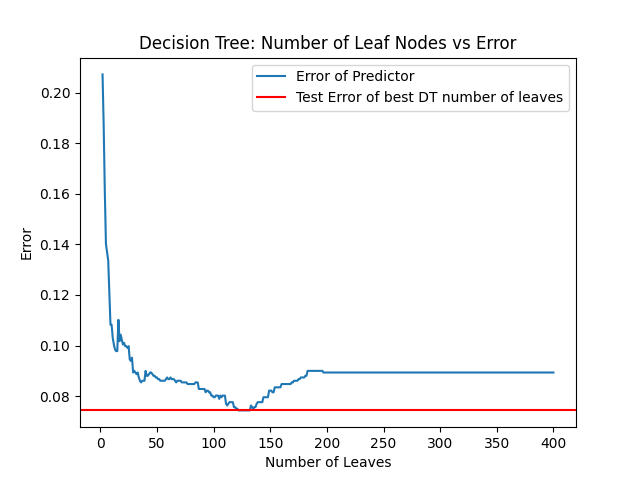 Decision Tree: Number of Leaf Nodes vs Error
Error of Predictor
Test Error of best DT number of leaves
0.20
0.18
0.16
0.14
0.12
0.10
0.08
Error
0 50 100 150 200 250 300 350 400
Number of Leaves